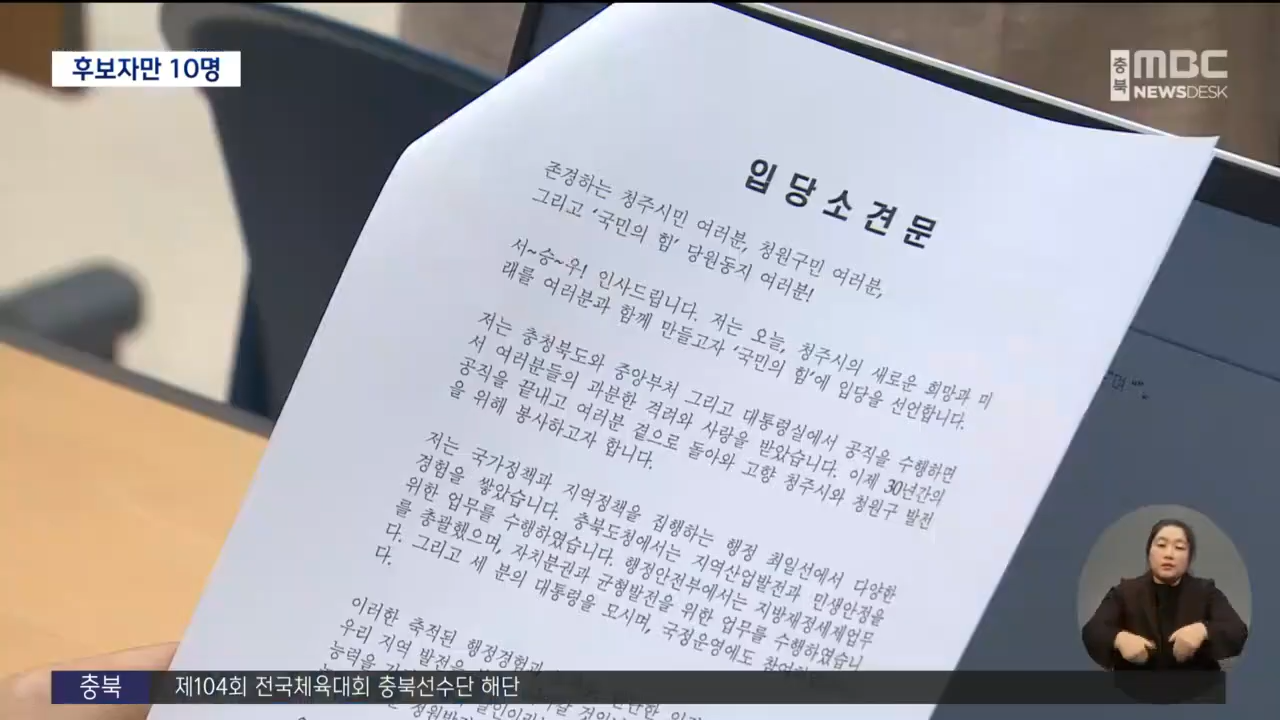 후보자만 10명
충북 MBC
NEWSDESK
입당소견문
존경하는 청주시민 여러분, 청원구민 여러분,
그리고 '국민의 힘' 당원동지 여러분!
서~승~우! 인사드립니다. 저는 오늘, 청주시의 새로운 희망과 미
래를 여러분과 함께 만들고자 '국민의 힘'에 입당을 선언합니다.
저는 충청북도와 중앙부처 그리고 대통령실에서 공직을 수행하면
서 여러분들의 과분한 격려와 사랑을 받았습니다. 이제 30년간의
공직을 끝내고 여러분 곁으로 돌아와 고향 청주시와 청원구 발전
을 위해 봉사하고자 합니다.
저는 국가정책과 지역정책을 집행하는 행정 최일선에서 다양한
경험을 쌓았습니다. 충북도청에서는 지역산업발전과 민생안정을
위한 업무를 수행하였습니다. 행정안전부에서는 지방재정세제업무
를 총괄했으며, 자치분권과 균형발전을 위한 업무를 수행하였습니
다. 그리고 세 분의 대통령을 모시며, 국정운영에도
다.
이러한 축적된 행정경험과
우리 지역 발전을
능력을
충북
제104회 전국체육대회 충북선수단 해단